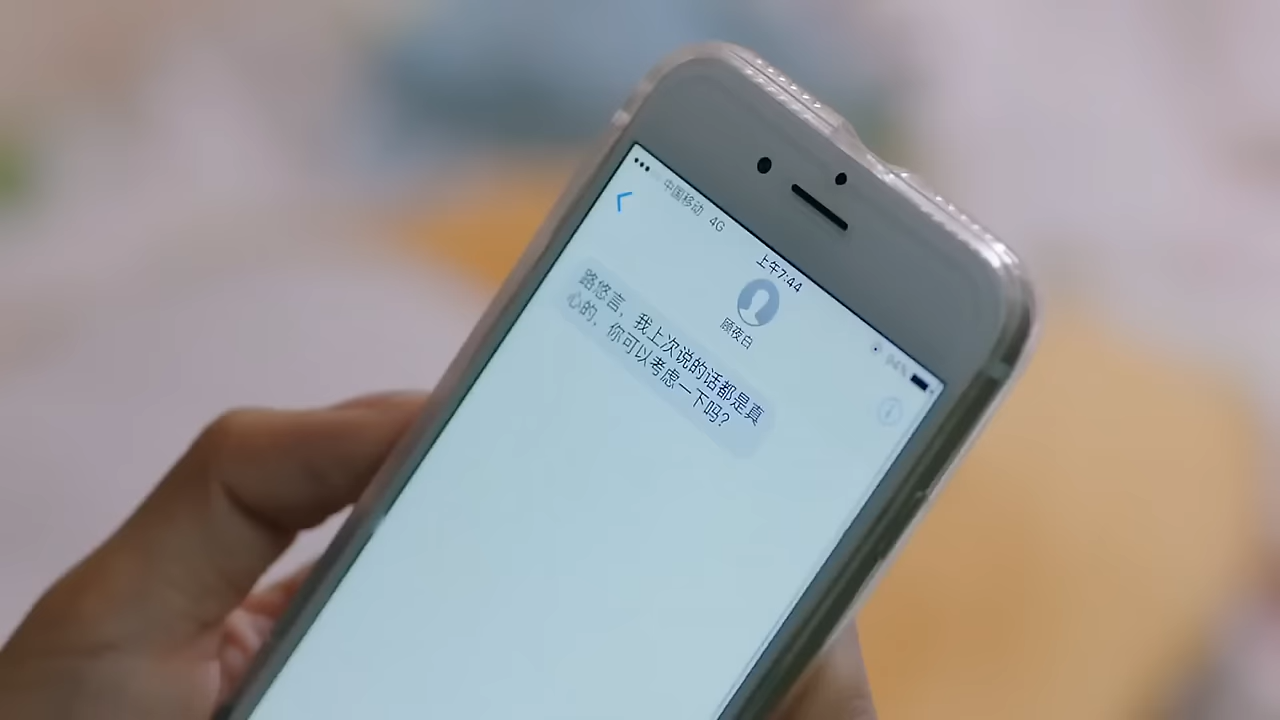 中国移动 4G
上午7:44
94%
顾夜白
路悠言，我上次说的话都是真
心的，你可以考虑一下吗？